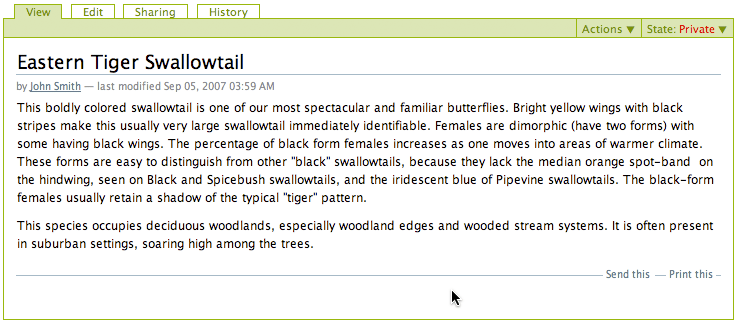 View Edit Sharing History
Actions ▼ State: Private ▼
Eastern Tiger Swallowtail
by John Smith — last modified Sep 05, 2007 03:59 AM
This boldly colored swallowtail is one of our most spectacular and familiar butterflies. Bright yellow wings with black
stripes make this usually very large swallowtail immediately identifiable. Females are dimorphic (have two forms) with
some having black wings. The percentage of black form females increases as one moves into areas of warmer climate.
These forms are easy to distinguish from other "black" swallowtails, because they lack the median orange spot-band on
the hindwing, seen on Black and Spicebush swallowtails, and the iridescent blue of Pipevine swallowtails. The black-form
females usually retain a shadow of the typical "tiger" pattern.
This species occupies deciduous woodlands, especially woodland edges and wooded stream systems. It is often present
in suburban settings, soaring high among the trees.
Send this — Print this –